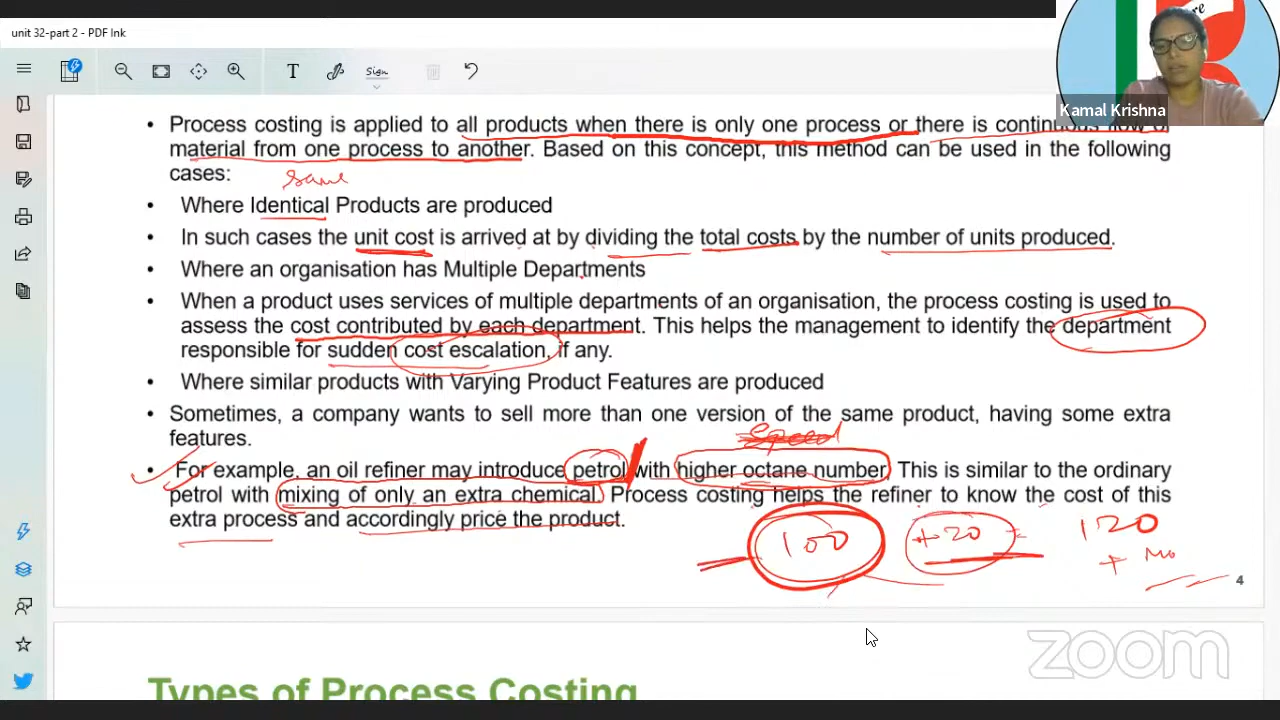 unit 32-part 2 - PDF Ink
Sign
Kamal Krishna
• Process costing is applied to all products when there is only one process or there is continuous flow of
material from one process to another. Based on this concept, this method can be used in the following
cases:
same
• Where Identical Products are produced
• In such cases the unit cost is arrived at by dividing the total costs by the number of units produced.
• Where an organisation has Multiple Departments
• When a product uses services of multiple departments of an organisation, the process costing is used to
assess the cost contributed by each department. This helps the management to identify the department
responsible for sudden cost escalation, if any.
• Where similar products with Varying Product Features are produced
• Sometimes, a company wants to sell more than one version of the same product, having some extra
features.
Speed
• For example, an oil refiner may introduce petrol with higher octane number. This is similar to the ordinary
petrol with mixing of only an extra chemical. Process costing helps the refiner to know the cost of this
extra process and accordingly price the product.
100 +20 = 120
+
4
zoom
Types of Process Costing